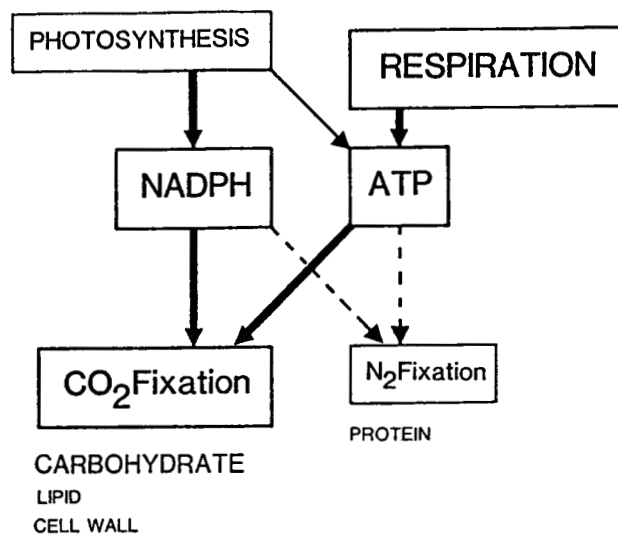 PHOTOSYNTHESIS
RESPIRATION
NADPH
ATP
CO₂Fixation
N₂Fixation
PROTEIN
CARBOHYDRATE
LIPID
CELL WALL